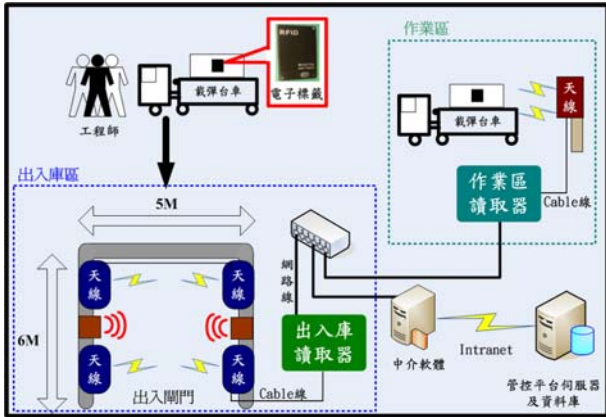 RFID
電子標籤
工程師
載彈台車
作業區
載彈台車
天線
作業區
讀取器
Cable線
出入庫區
5M
6M
天線
天線
天線
天線
出入閘門
網路線
出入庫
讀取器
Cable線
中介軟體
Intranet
管控平台伺服器
及資料庫